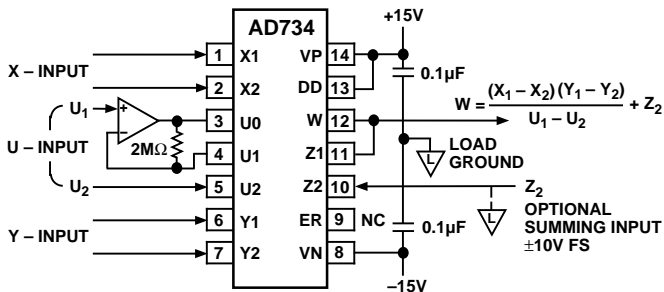 AD734
+15V
X – INPUT
1 X1
2 X2
U – INPUT
U1
+
–
2MΩ
3 U0
4 U1
U2
5 U2
Y – INPUT
6 Y1
7 Y2
VP 14
DD 13
W 12
Z1 11
Z2 10
ER 9 NC
VN 8
0.1µF
W = (X1 – X2)(Y1 – Y2) / U1 – U2 + Z2
L
LOAD
GROUND
Z2
L
OPTIONAL
SUMMING INPUT
±10V FS
0.1µF
–15V